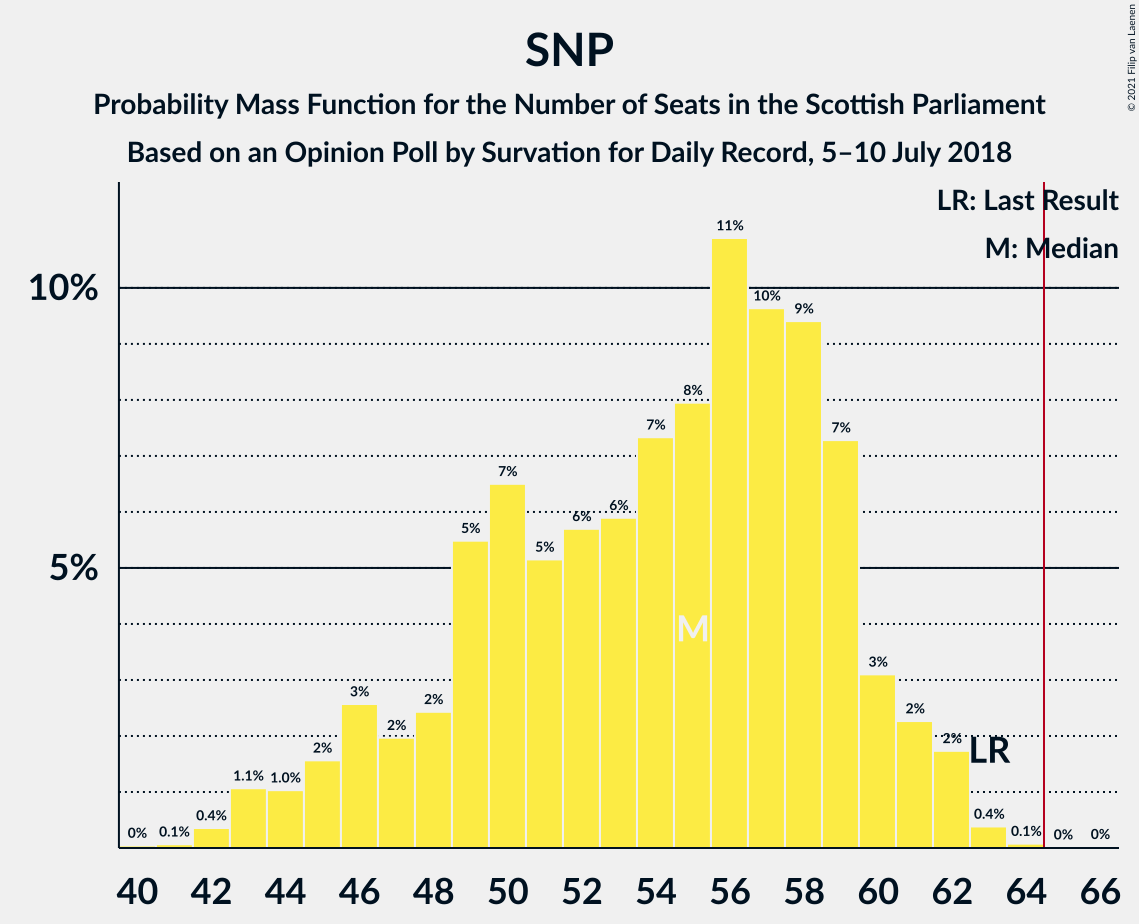 SNP
Probability Mass Function for the Number of Seats in the Scottish Parliament
Based on an Opinion Poll by Survation for Daily Record, 5–10 July 2018
© 2021 Filip van Laenen
LR: Last Result
M: Median
10%
5%
0% 0.1% 0.4% 1.1% 1.0% 2% 3% 2% 2% 5% 7% 5% 6% 6% 7% 8% 11% 10% 9% 7% 3% 2% 2% 0.4% 0.1% 0% 0%
M
LR
40 42 44 46 48 50 52 54 56 58 60 62 64 66